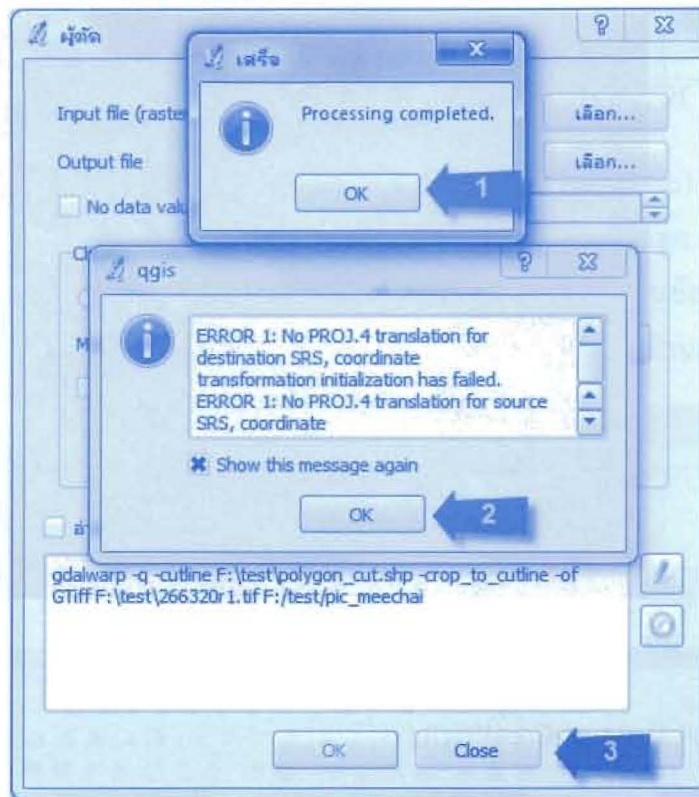 ผู้ตัด
เสร็จ
Processing completed.
OK
1
Input file (raster
เลือก...
Output file
เลือก...
No data valu
qgis
ERROR 1: No PROJ.4 translation for
destination SRS, coordinate
transformation initialization has failed.
ERROR 1: No PROJ.4 translation for source
SRS, coordinate
Show this message again
OK
2
gdalwarp -q -cutline F:\test\polygon_cut.shp -crop_to_cutline -of
GTiff F:\test\266320r1.tif F:/test/pic_meechai
OK
Close
3